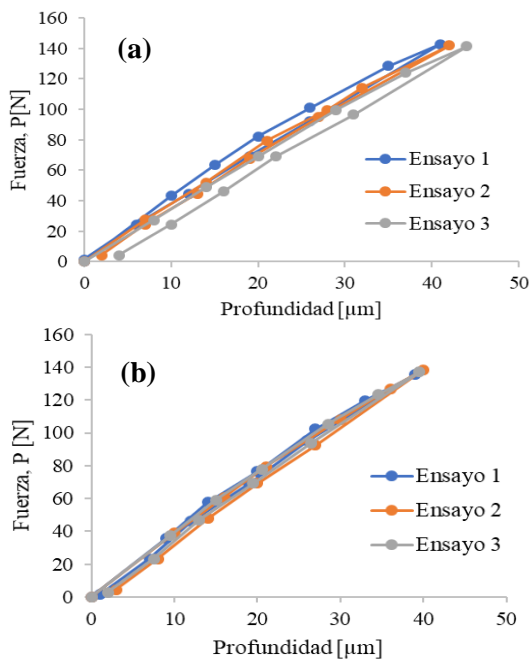 160
140
120
100
80
60
40
20
0
Fuerza, P[N]
(a)
Ensayo 1
Ensayo 2
Ensayo 3
0 10 20 30 40 50
Profundidad [µm]
160
140
120
100
80
60
40
20
0
Fuerza, P [N]
(b)
Ensayo 1
Ensayo 2
Ensayo 3
0 10 20 30 40 50
Profundidad [µm]